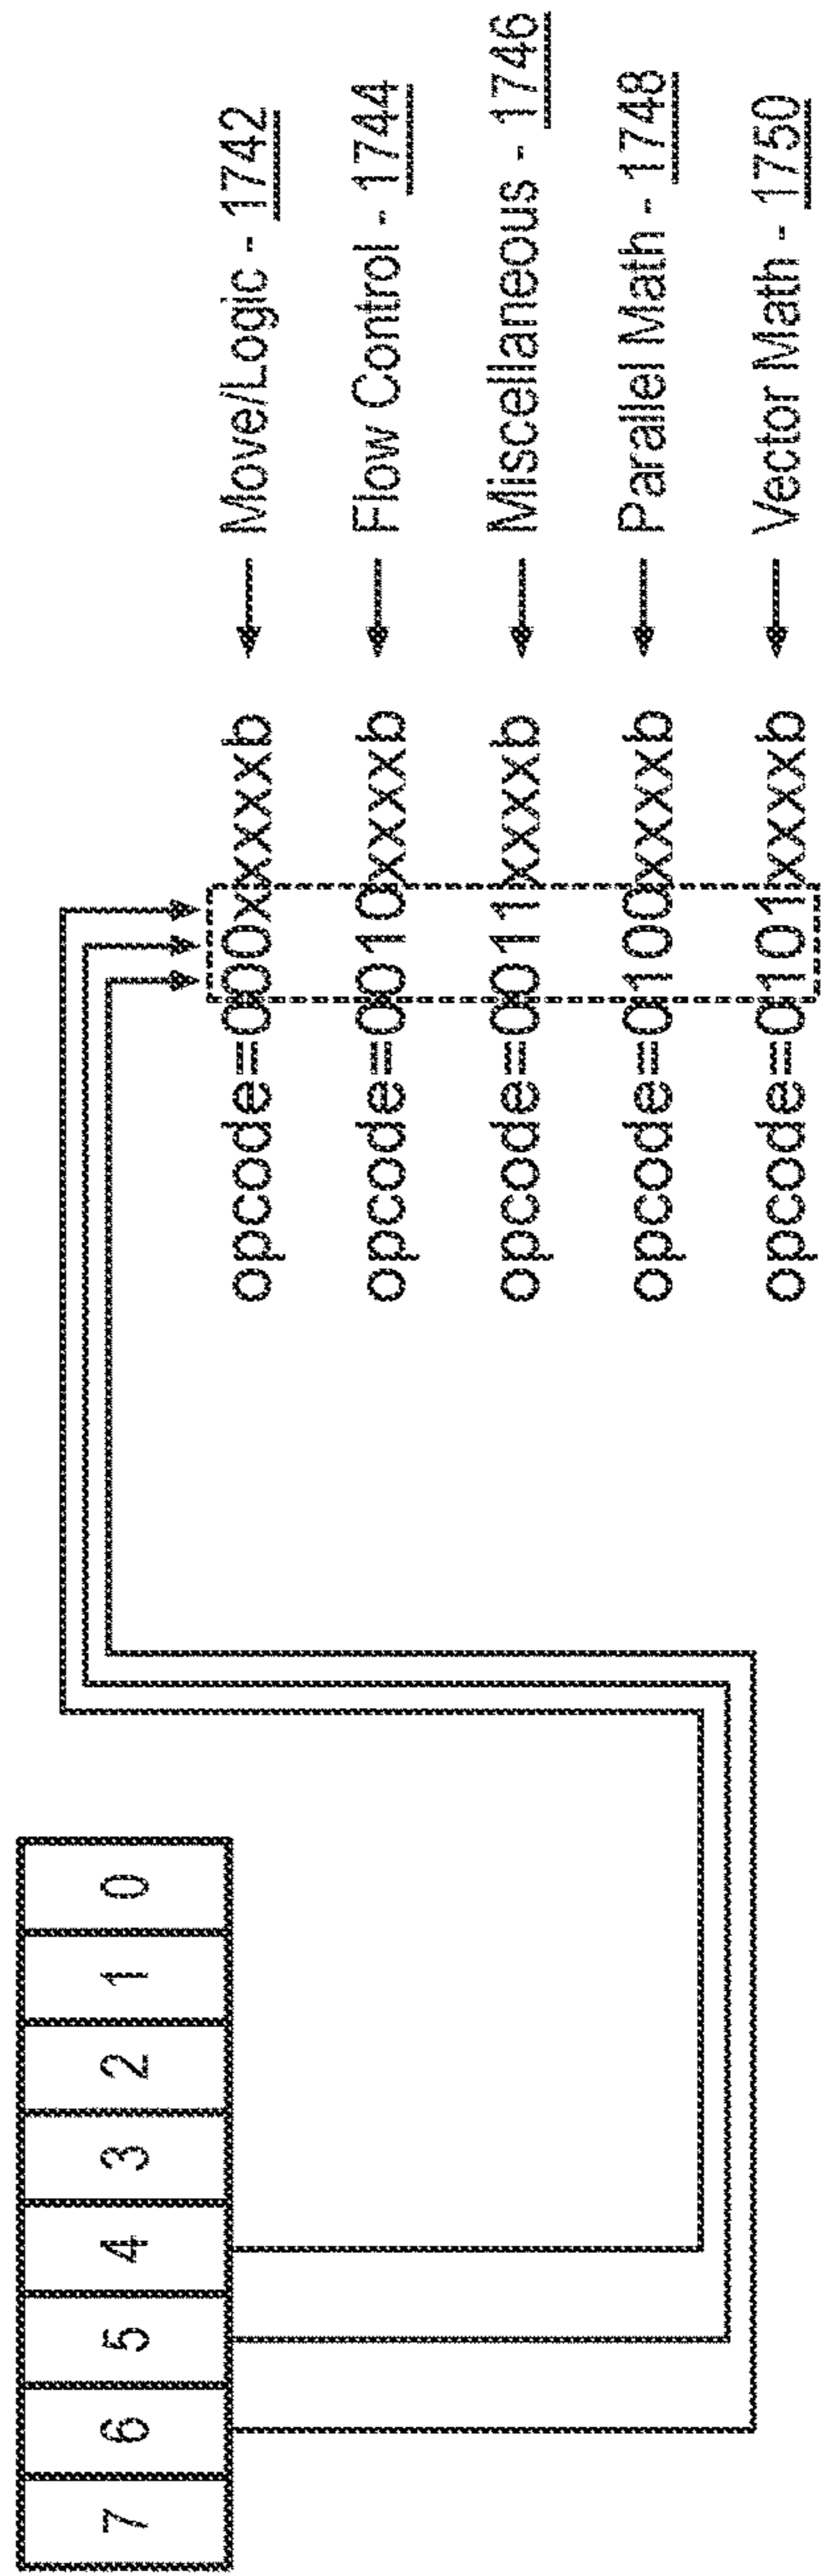 7 6 5 4 3 2 1 0
opcode=000xxxxxb ← Move/Logic - 1742
opcode=0010xxxxb ← Flow Control - 1744
opcode=0011xxxxb ← Miscellaneous - 1746
opcode=0100xxxxb ← Parallel Math - 1748
opcode=0101xxxxb ← Vector Math - 1750